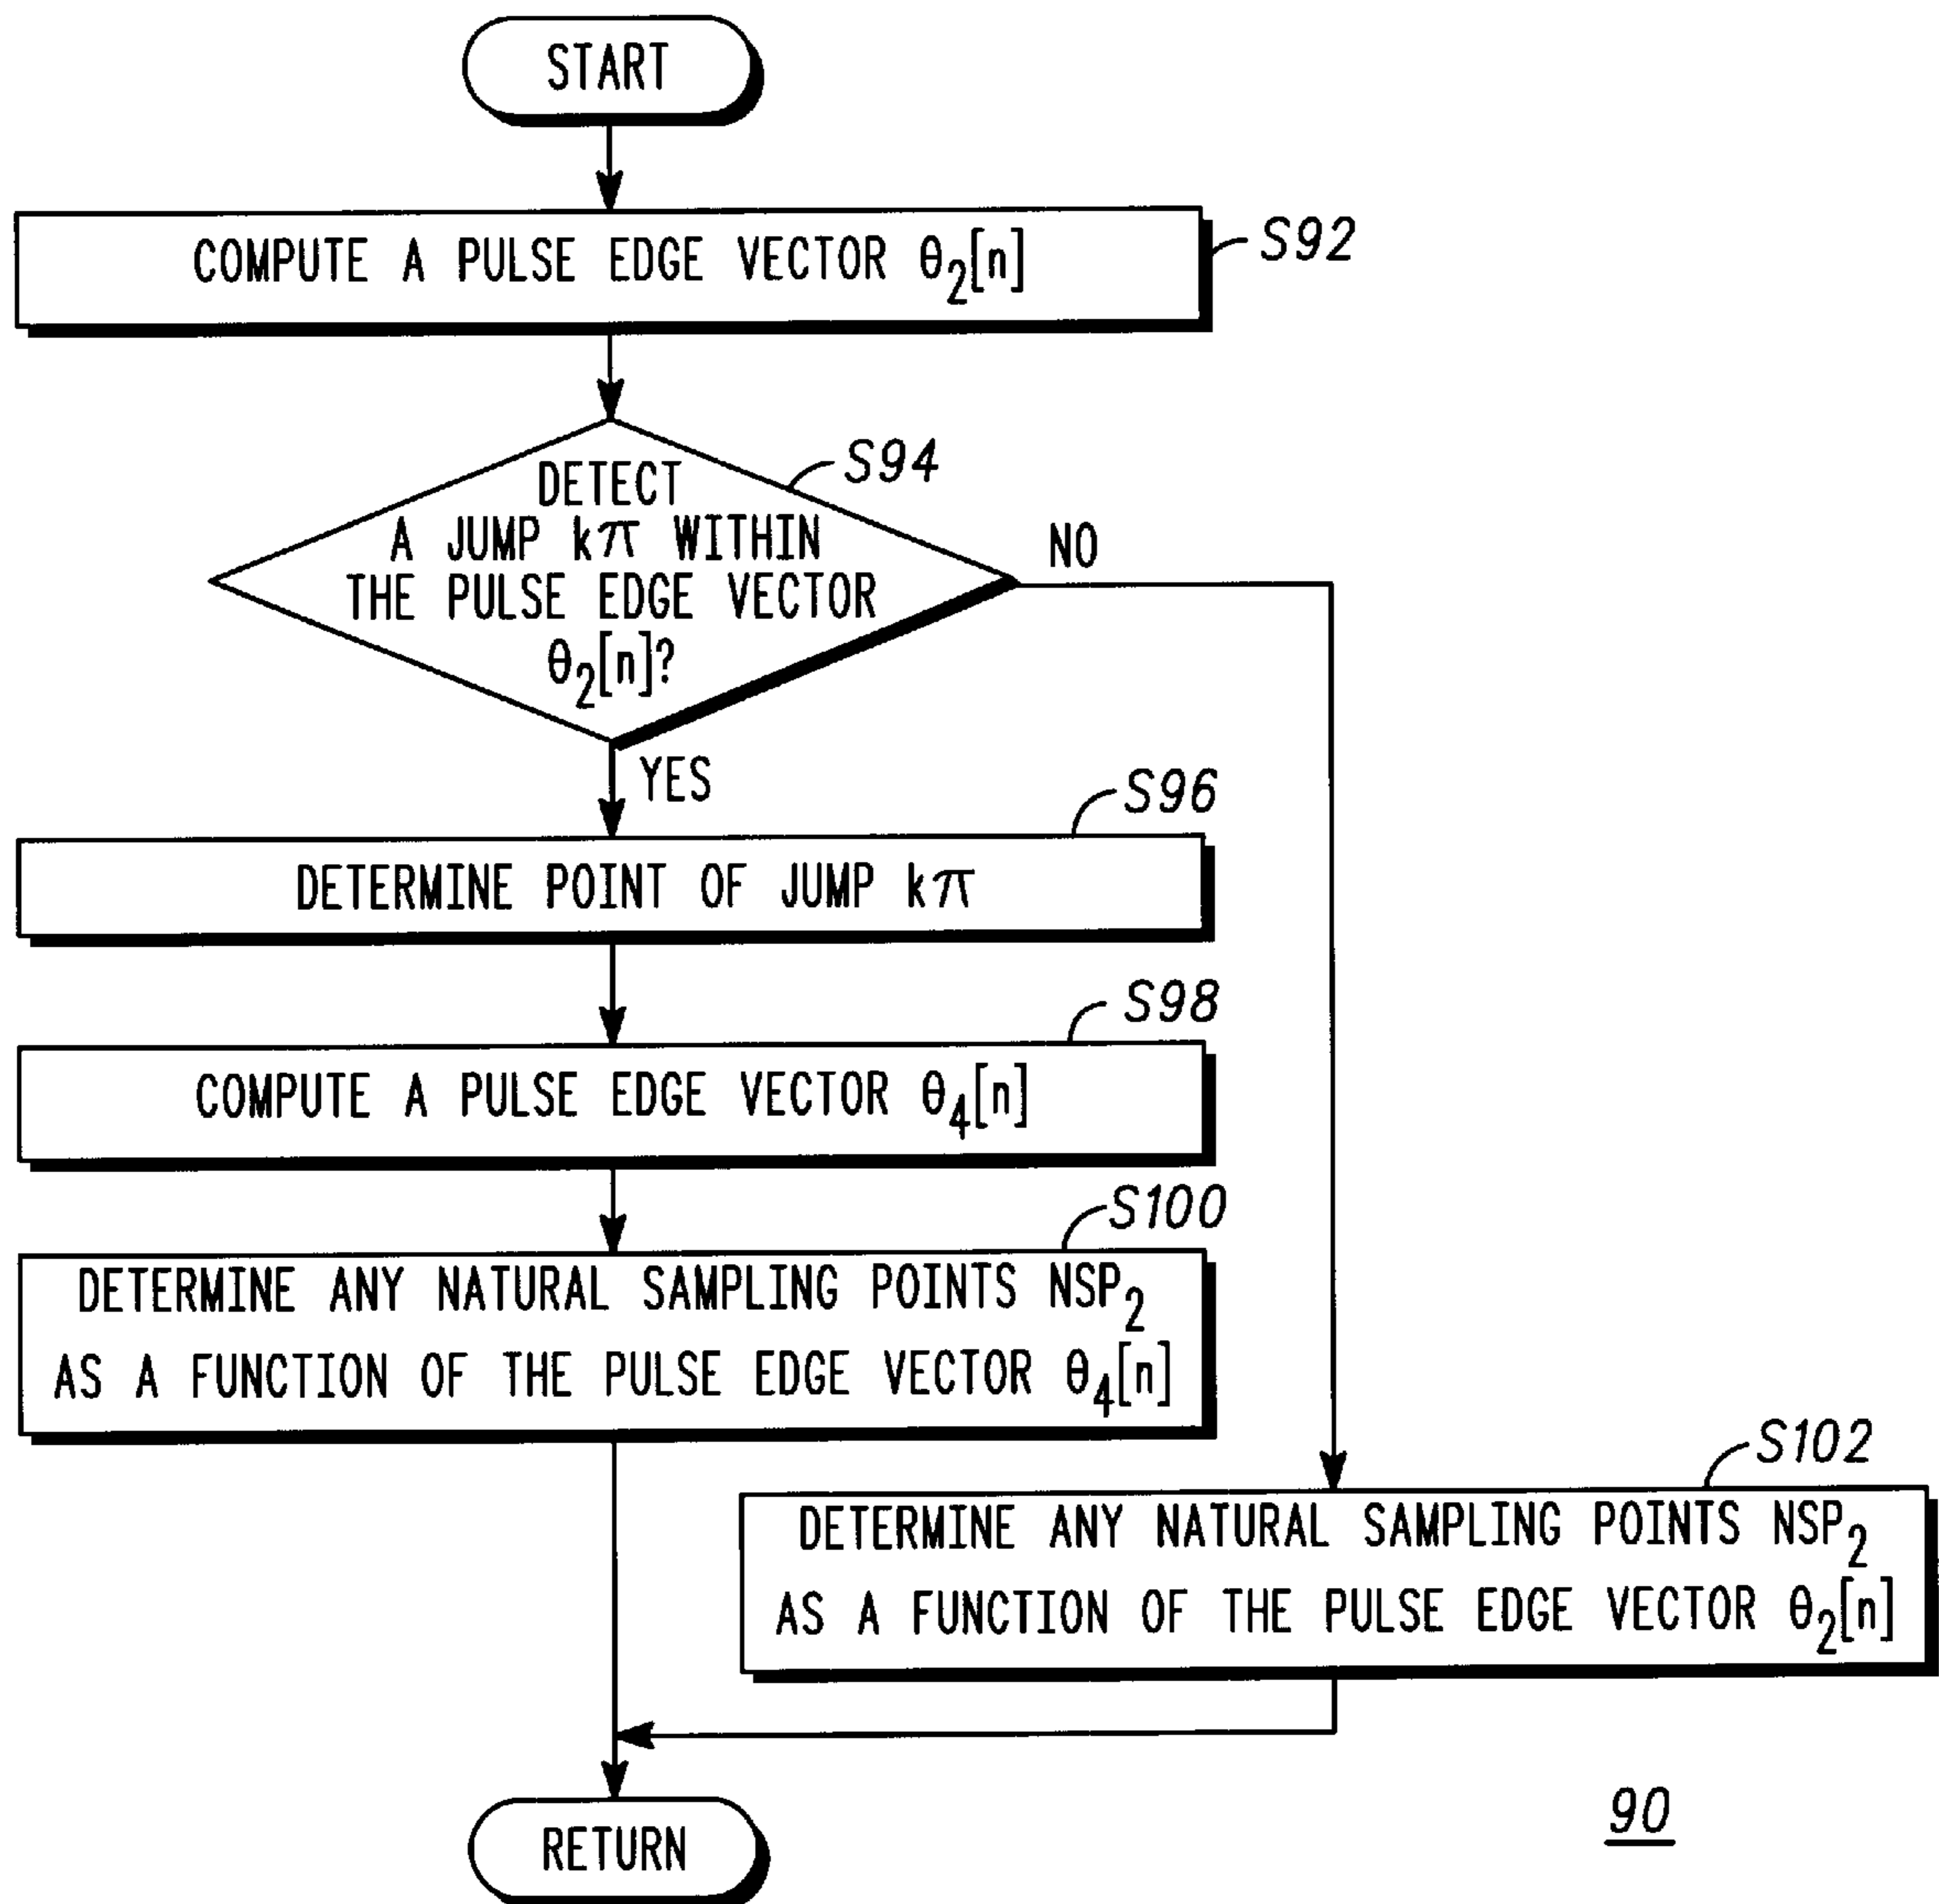 START
COMPUTE A PULSE EDGE VECTOR θ2[n]
S92
S94
DETECT
A JUMP kπ WITHIN
THE PULSE EDGE VECTOR
θ2[n]?
NO
YES
S96
DETERMINE POINT OF JUMP kπ
S98
COMPUTE A PULSE EDGE VECTOR θ4[n]
S100
DETERMINE ANY NATURAL SAMPLING POINTS NSP2
AS A FUNCTION OF THE PULSE EDGE VECTOR θ4[n]
S102
DETERMINE ANY NATURAL SAMPLING POINTS NSP2
AS A FUNCTION OF THE PULSE EDGE VECTOR θ2[n]
RETURN
90